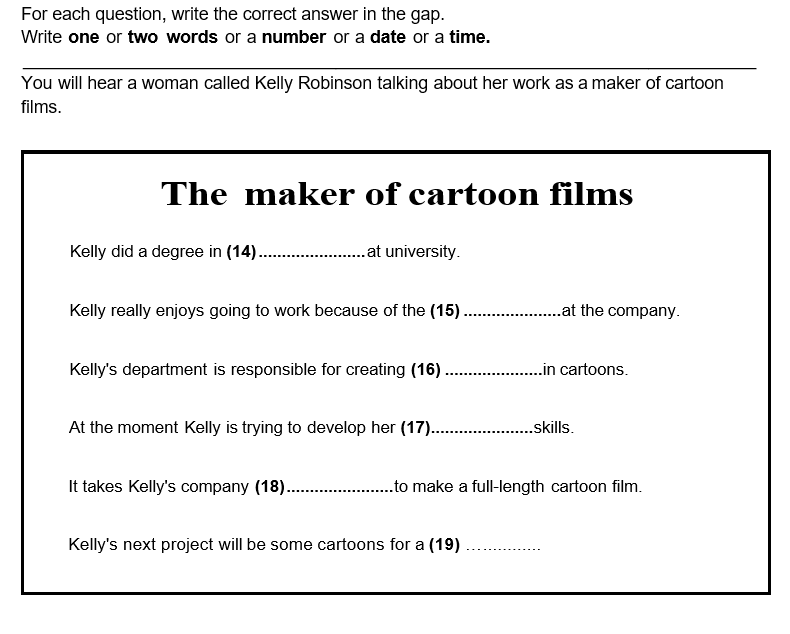 For each question, write the correct answer in the gap.
Write one or two words or a number or a date or a time.
You will hear a woman called Kelly Robinson talking about her work as a maker of cartoon
films.
The maker of cartoon films
Kelly did a degree in (14).......................at university.
Kelly really enjoys going to work because of the (15) .....................at the company.
Kelly's department is responsible for creating (16) .....................in cartoons.
At the moment Kelly is trying to develop her (17)......................skills.
It takes Kelly's company (18).......................to make a full-length cartoon film.
Kelly's next project will be some cartoons for a (19) …............